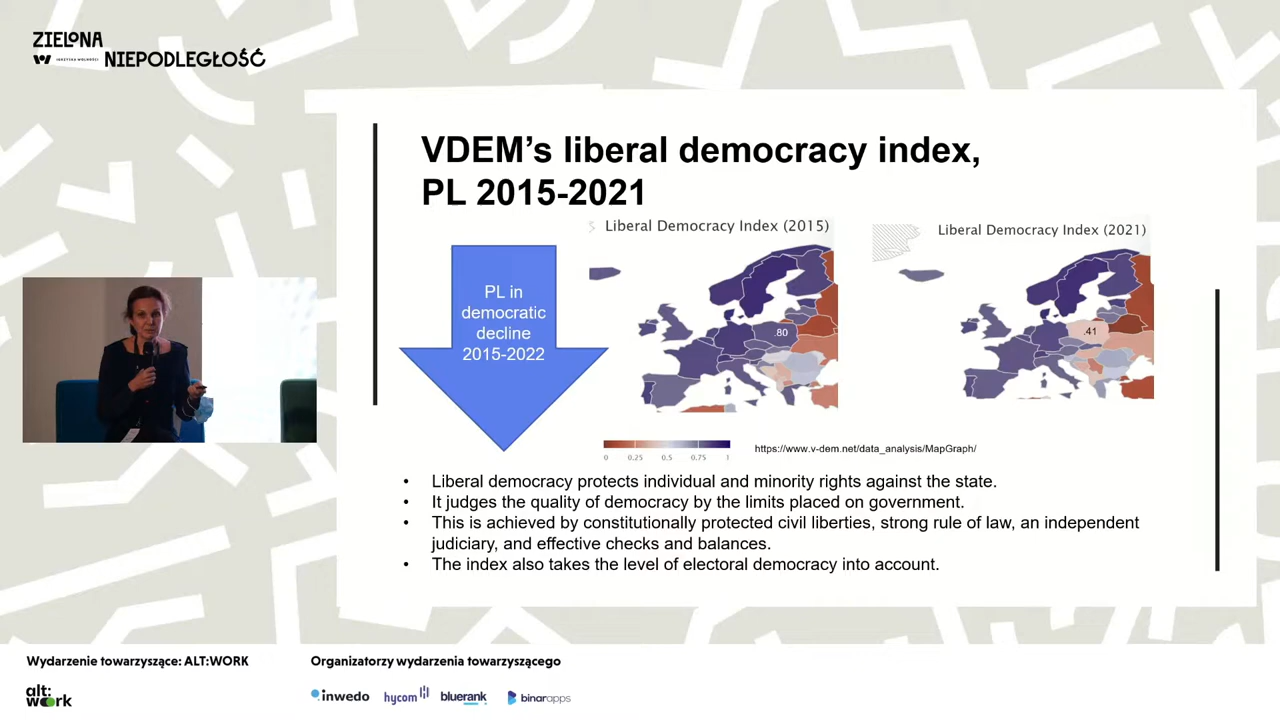 ZIELONA
IGRZYSKA WOLNOŚCI NIEPODLEGŁOŚĆ
VDEM's liberal democracy index,
PL 2015-2021
Liberal Democracy Index (2015)
Liberal Democracy Index (2021)
PL in
democratic
decline
2015-2022
.80
.41
0 0.25 0.5 0.75 1
https://www.v-dem.net/data_analysis/MapGraph/
• Liberal democracy protects individual and minority rights against the state.
• It judges the quality of democracy by the limits placed on government.
• This is achieved by constitutionally protected civil liberties, strong rule of law, an independent
judiciary, and effective checks and balances.
• The index also takes the level of electoral democracy into account.
Wydarzenie towarzyszące: ALT:WORK
Organizatorzy wydarzenia towarzyszącego
alt:
work
inwedo hycom bluerank binarapps